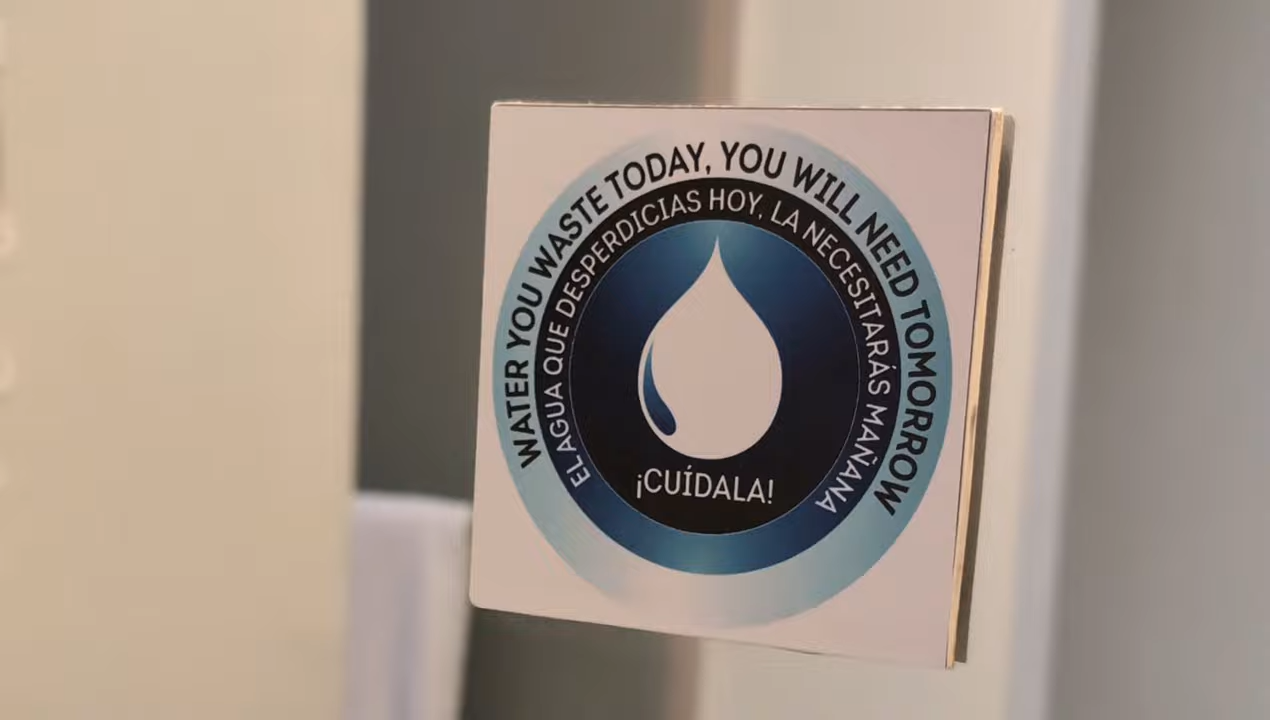 WATER YOU WASTE TODAY, YOU WILL NEED TOMORROW
EL AGUA QUE DESPERDICIAS HOY, LA NECESITARÁS MAÑANA
¡CUÍDALA!